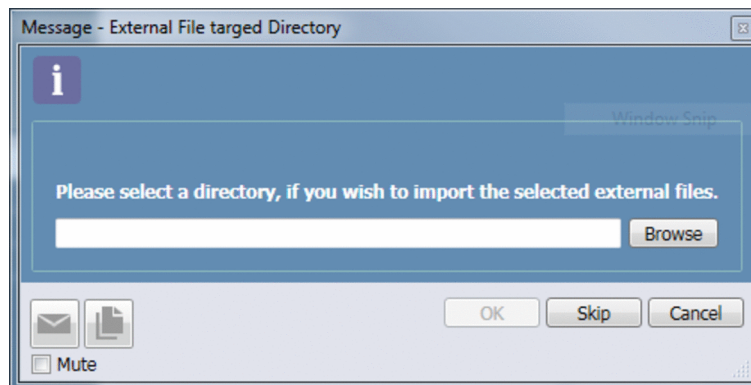 Message - External File targed Directory
i
Window Snip
Please select a directory, if you wish to import the selected external files.
Browse
OK Skip Cancel
Mute